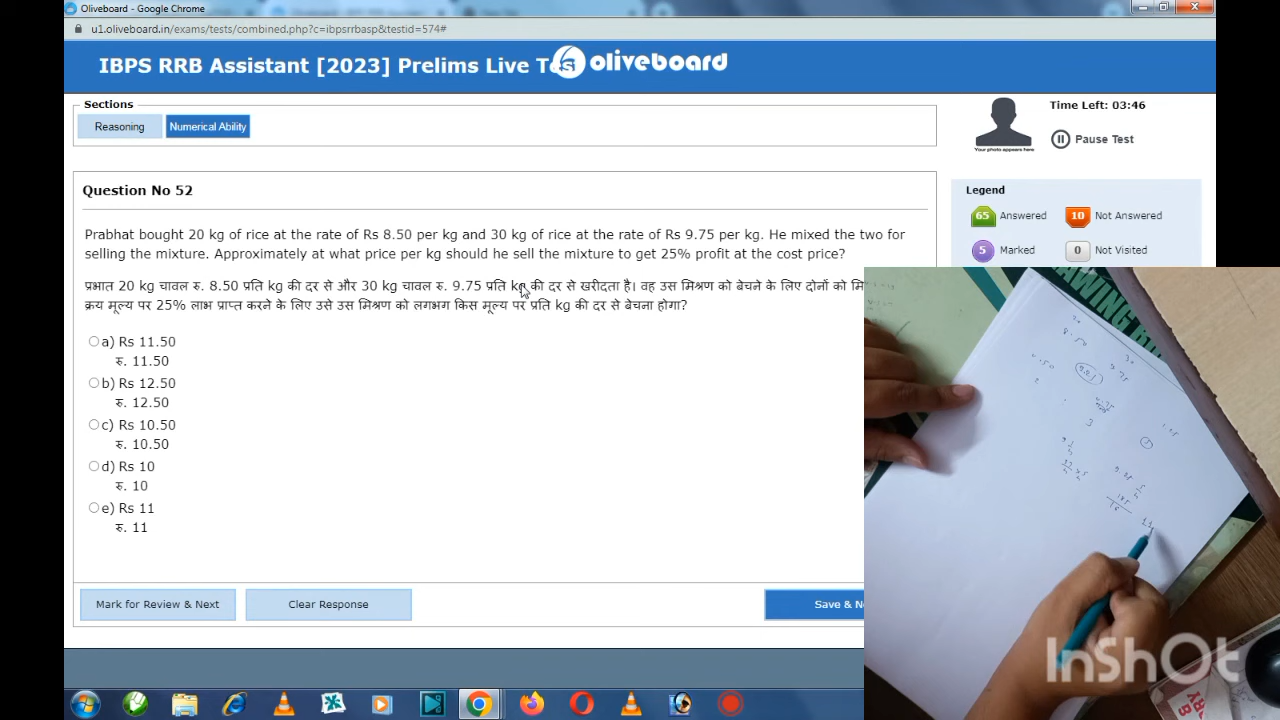 Oliveboard - Google Chrome
u1.oliveboard.in/exams/tests/combined.php?c=ibpsrrbasp&testid=574#
IBPS RRB Assistant [2023] Prelims Live
oliveboard
Sections
Reasoning
Numerical Ability
Time Left: 03:46
Your photo appears here
Pause Test
Question No 52
Legend
65 Answered
10 Not Answered
5 Marked
0 Not Visited
Prabhat bought 20 kg of rice at the rate of Rs 8.50 per kg and 30 kg of rice at the rate of Rs 9.75 per kg. He mixed the two for
selling the mixture. Approximately at what price per kg should he sell the mixture to get 25% profit at the cost price?
प्रभात 20 kg चावल रु. 8.50 प्रति kg की दर से और 30 kg चावल रु. 9.75 प्रति kg की दर से खरीदता है। वह उस मिश्रण को बेचने के लिए दोनों को
क्रय मूल्य पर 25% लाभ प्राप्त करने के लिए उसे उस मिश्रण को लगभग किस मूल्य पर प्रति kg की दर से बेचना होगा?
a) Rs 11.50
रु. 11.50
b) Rs 12.50
रु. 12.50
c) Rs 10.50
रु. 10.50
d) Rs 10
रु. 10
e) Rs 11
रु. 11
Mark for Review & Next
Clear Response
Save &
8.50
30
9.75
3
11
InShOt